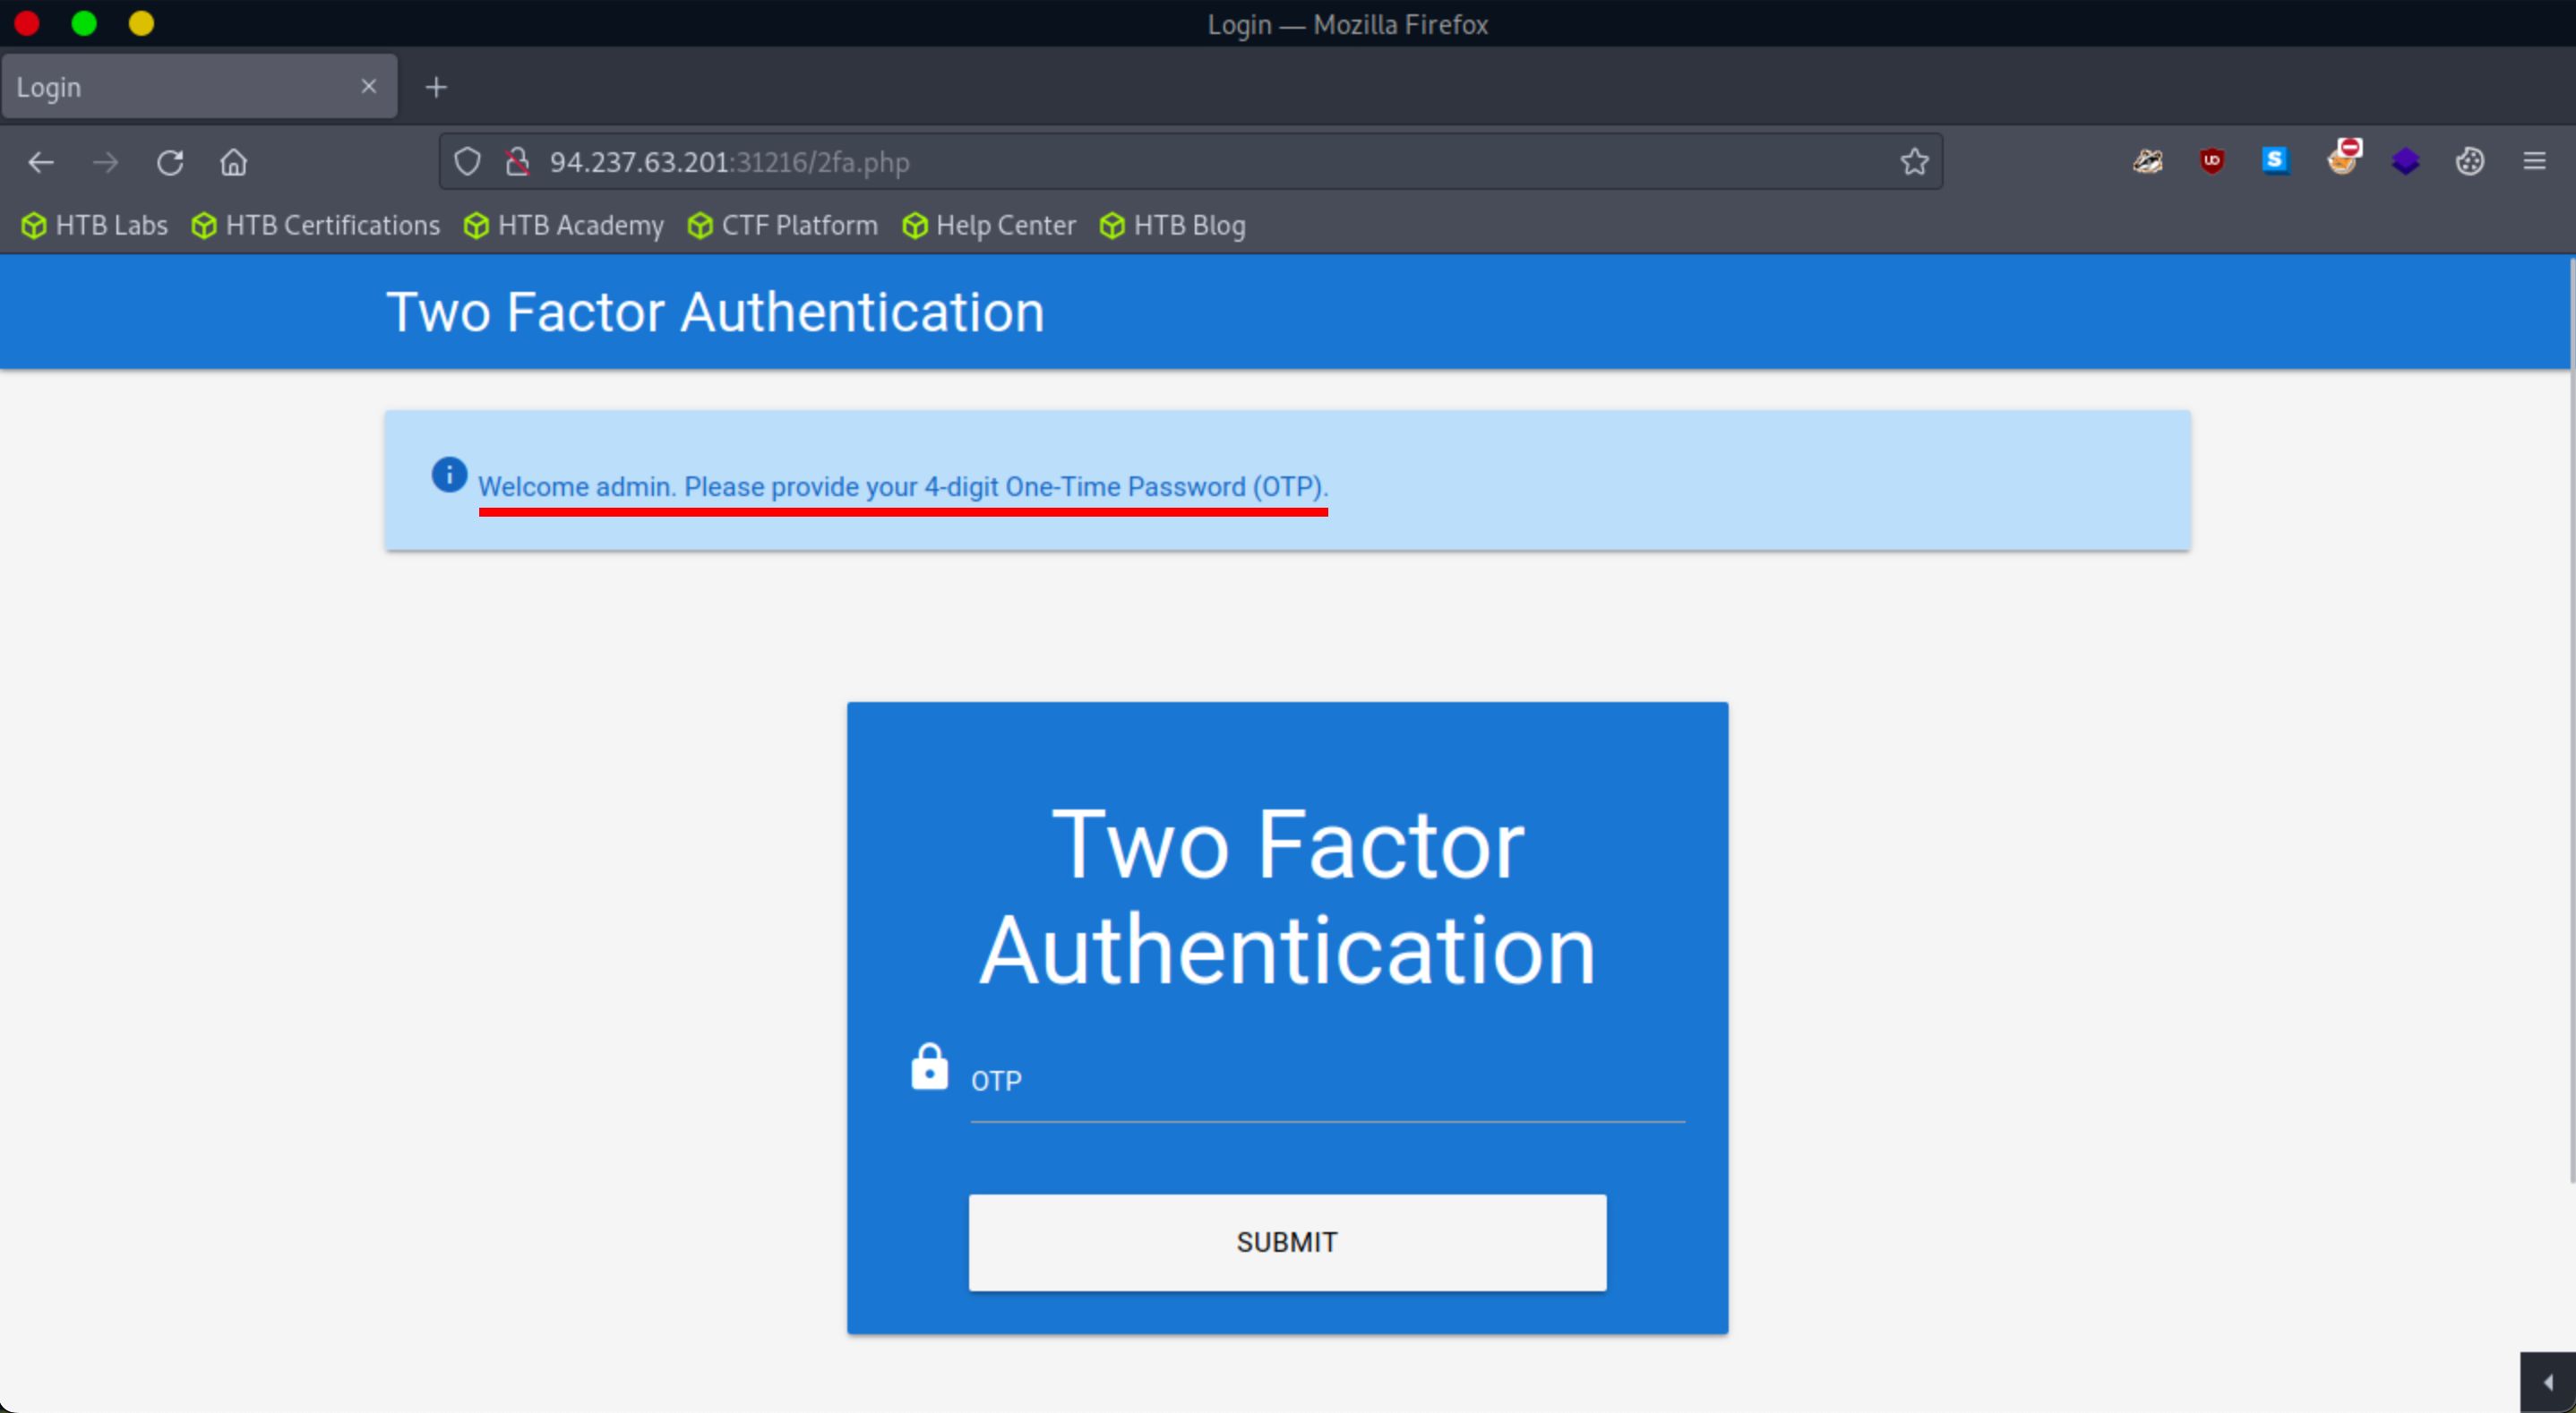 Login — Mozilla Firefox
Login
94.237.63.201:31216/2fa.php
HTB Labs HTB Certifications HTB Academy CTF Platform Help Center HTB Blog
Two Factor Authentication
Welcome admin. Please provide your 4-digit One-Time Password (OTP).
Two Factor
Authentication
OTP
SUBMIT